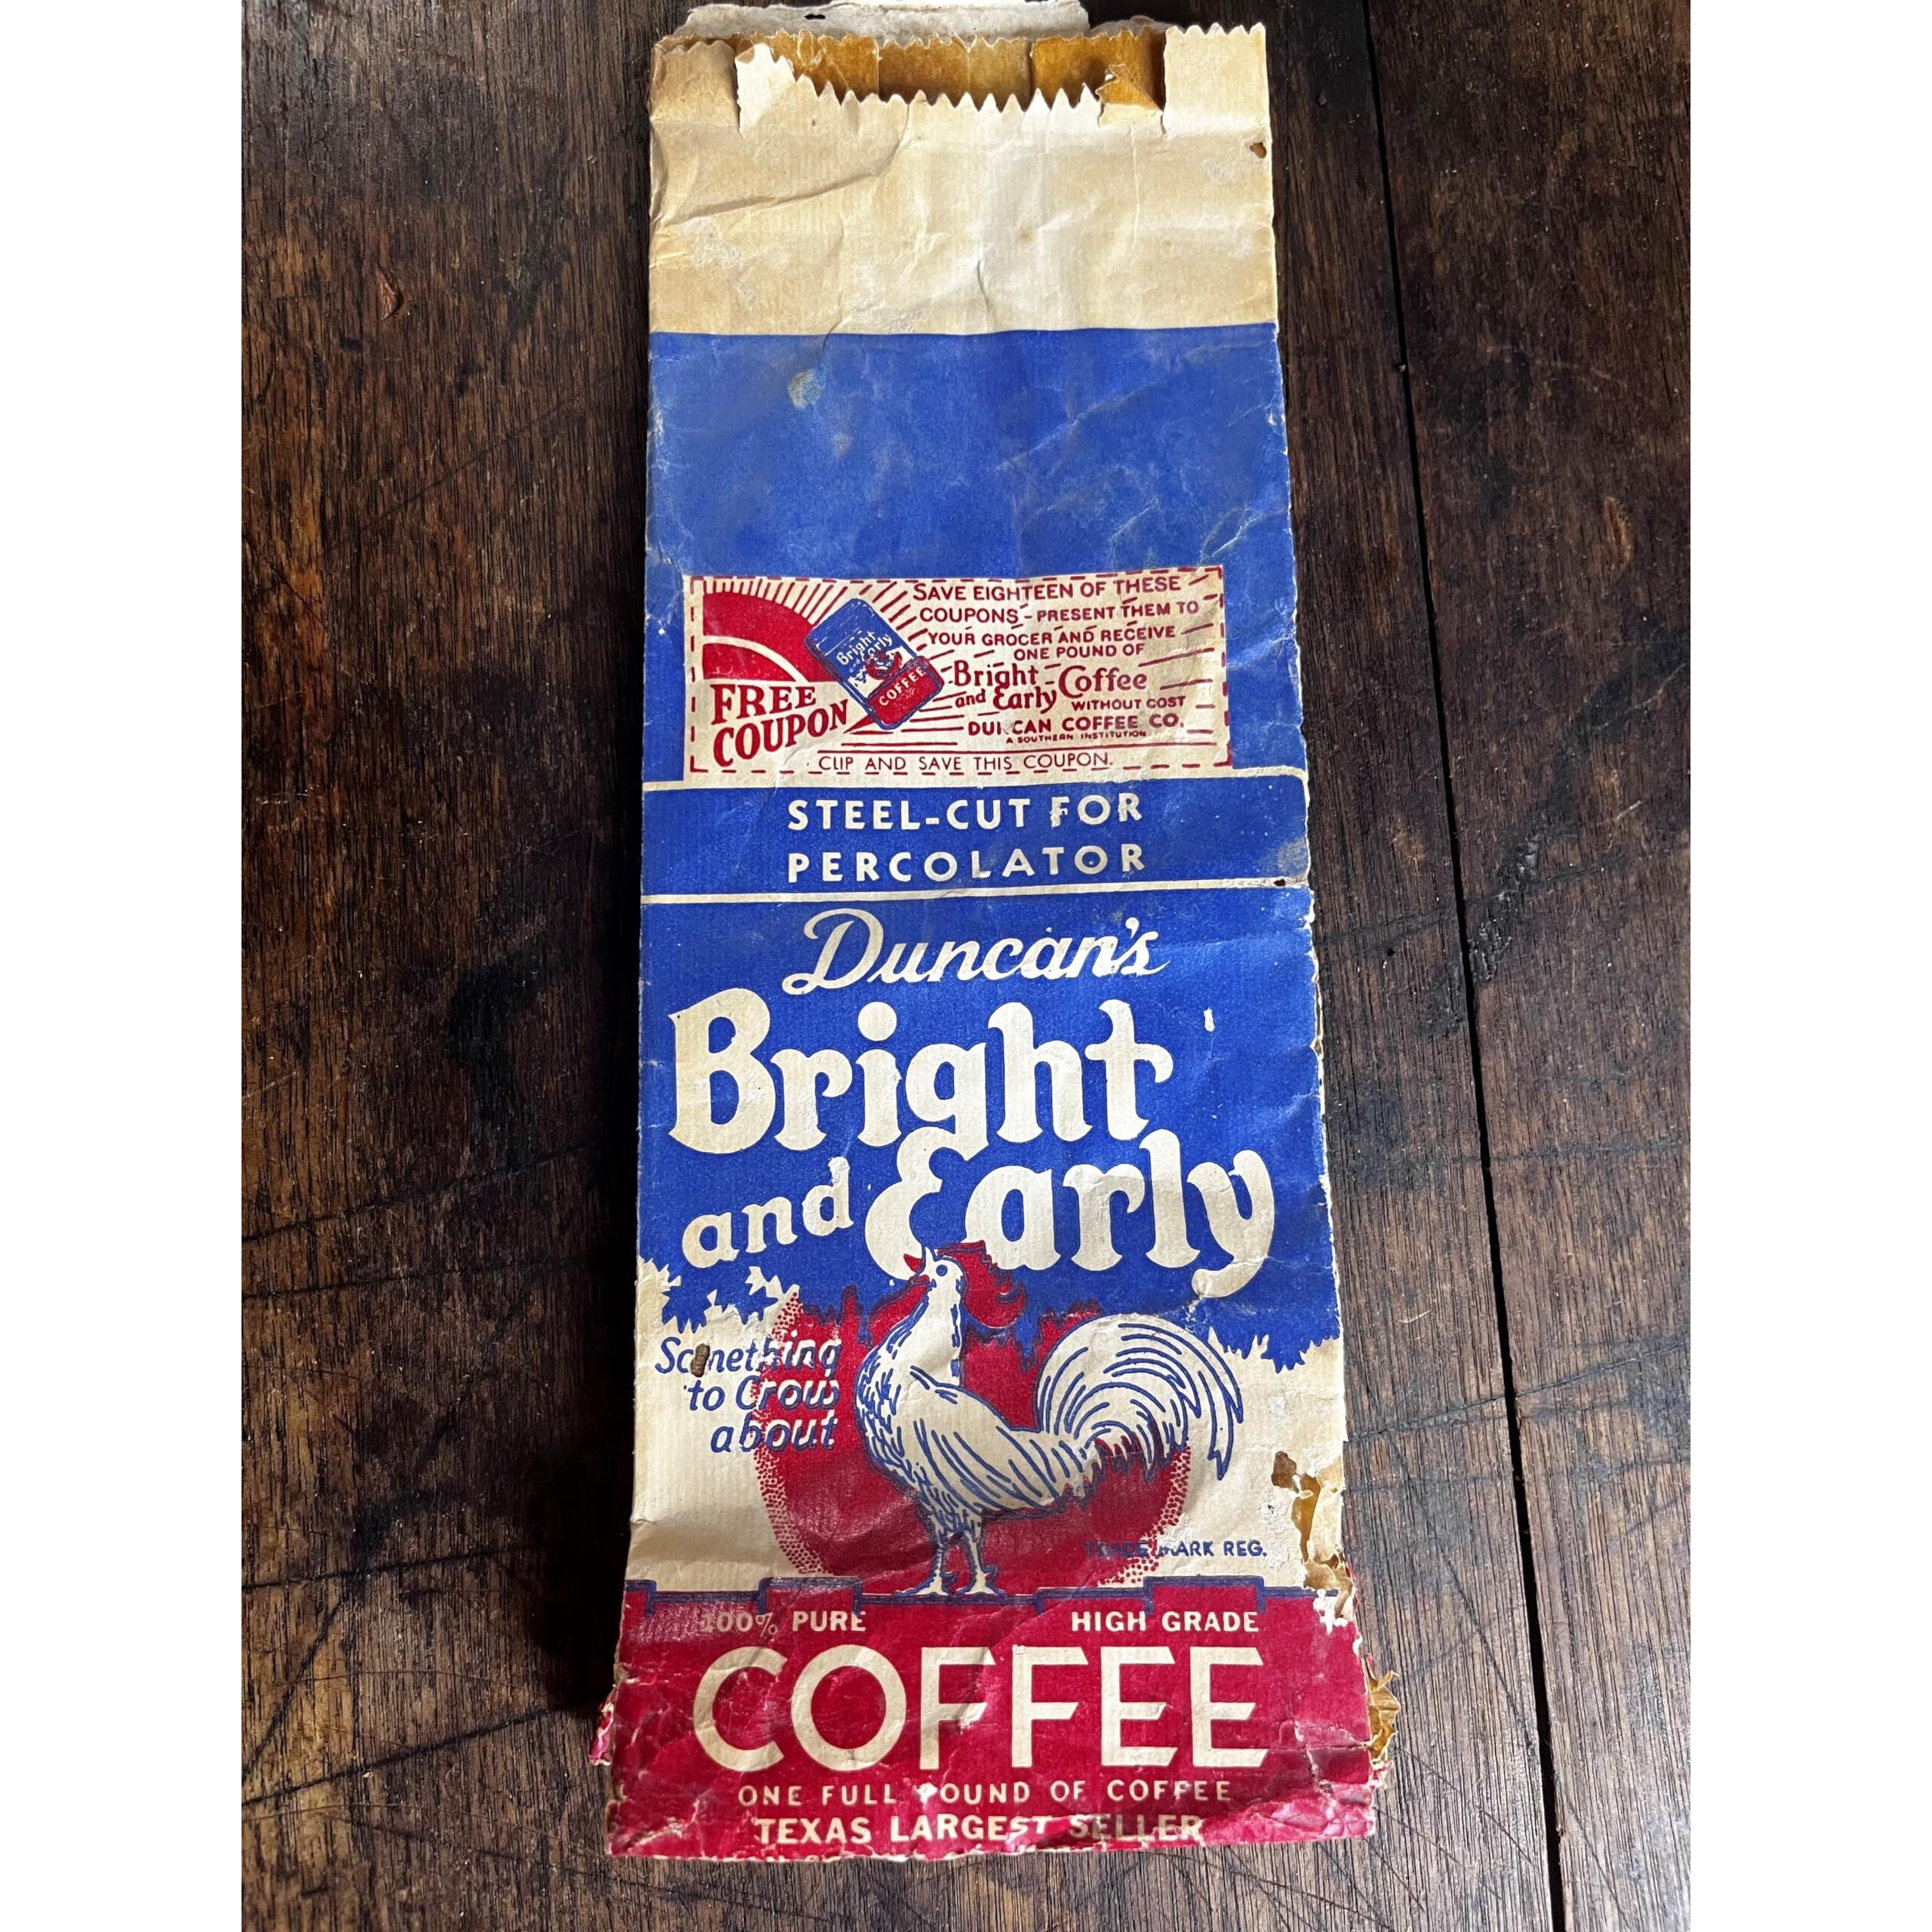 SAVE EIGHTEEN OF THESE
COUPONS - PRESENT THEM TO
YOUR GROCER AND RECEIVE
ONE POUND OF
Bright and Early Coffee
WITHOUT COST
DUNCAN COFFEE CO.
A SOUTHERN INSTITUTION
FREE
COUPON
Bright
and Early
COFFEE
CLIP AND SAVE THIS COUPON.
STEEL-CUT FOR
PERCOLATOR
Duncan's
Bright
and Early
Something
to Crow
about
TRADE MARK REG.
100% PURE HIGH GRADE
COFFEE
ONE FULL POUND OF COFFEE
TEXAS LARGEST SELLER